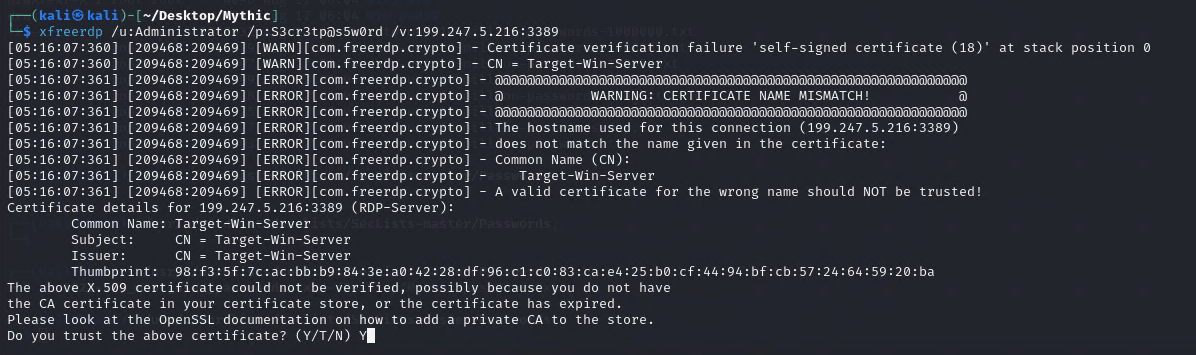 (kali㉿kali)-[~/Desktop/Mythic]
$ xfreerdp /u:Administrator /p:S3cr3tp@s5w0rd /v:199.247.5.216:3389
[05:16:07:360] [209468:209469] [WARN][com.freerdp.crypto] - Certificate verification failure 'self-signed certificate (18)' at stack position 0
[05:16:07:360] [209468:209469] [WARN][com.freerdp.crypto] - CN = Target-Win-Server
[05:16:07:361] [209468:209469] [ERROR][com.freerdp.crypto] - @@@@@@@@@@@@@@@@@@@@@@@@@@@@@@@@@@@@@@@@@@@@@@@@@@@@@@@@@@@
[05:16:07:361] [209468:209469] [ERROR][com.freerdp.crypto] - @           WARNING: CERTIFICATE NAME MISMATCH!           @
[05:16:07:361] [209468:209469] [ERROR][com.freerdp.crypto] - @@@@@@@@@@@@@@@@@@@@@@@@@@@@@@@@@@@@@@@@@@@@@@@@@@@@@@@@@@@
[05:16:07:361] [209468:209469] [ERROR][com.freerdp.crypto] - The hostname used for this connection (199.247.5.216:3389)
[05:16:07:361] [209468:209469] [ERROR][com.freerdp.crypto] - does not match the name given in the certificate:
[05:16:07:361] [209468:209469] [ERROR][com.freerdp.crypto] - Common Name (CN):
[05:16:07:361] [209468:209469] [ERROR][com.freerdp.crypto] -    Target-Win-Server
[05:16:07:361] [209468:209469] [ERROR][com.freerdp.crypto] - A valid certificate for the wrong name should NOT be trusted!
Certificate details for 199.247.5.216:3389 (RDP-Server):
Common Name: Target-Win-Server
Subject:     CN = Target-Win-Server
Issuer:      CN = Target-Win-Server
Thumbprint:  98:f3:5f:7c:ac:bb:b9:84:3e:a0:42:28:df:96:c1:c0:83:ca:e4:25:b0:cf:44:94:bf:cb:57:24:64:59:20:ba
The above X.509 certificate could not be verified, possibly because you do not have
the CA certificate in your certificate store, or the certificate has expired.
Please look at the OpenSSL documentation on how to add a private CA to the store.
Do you trust the above certificate? (Y/T/N) Y